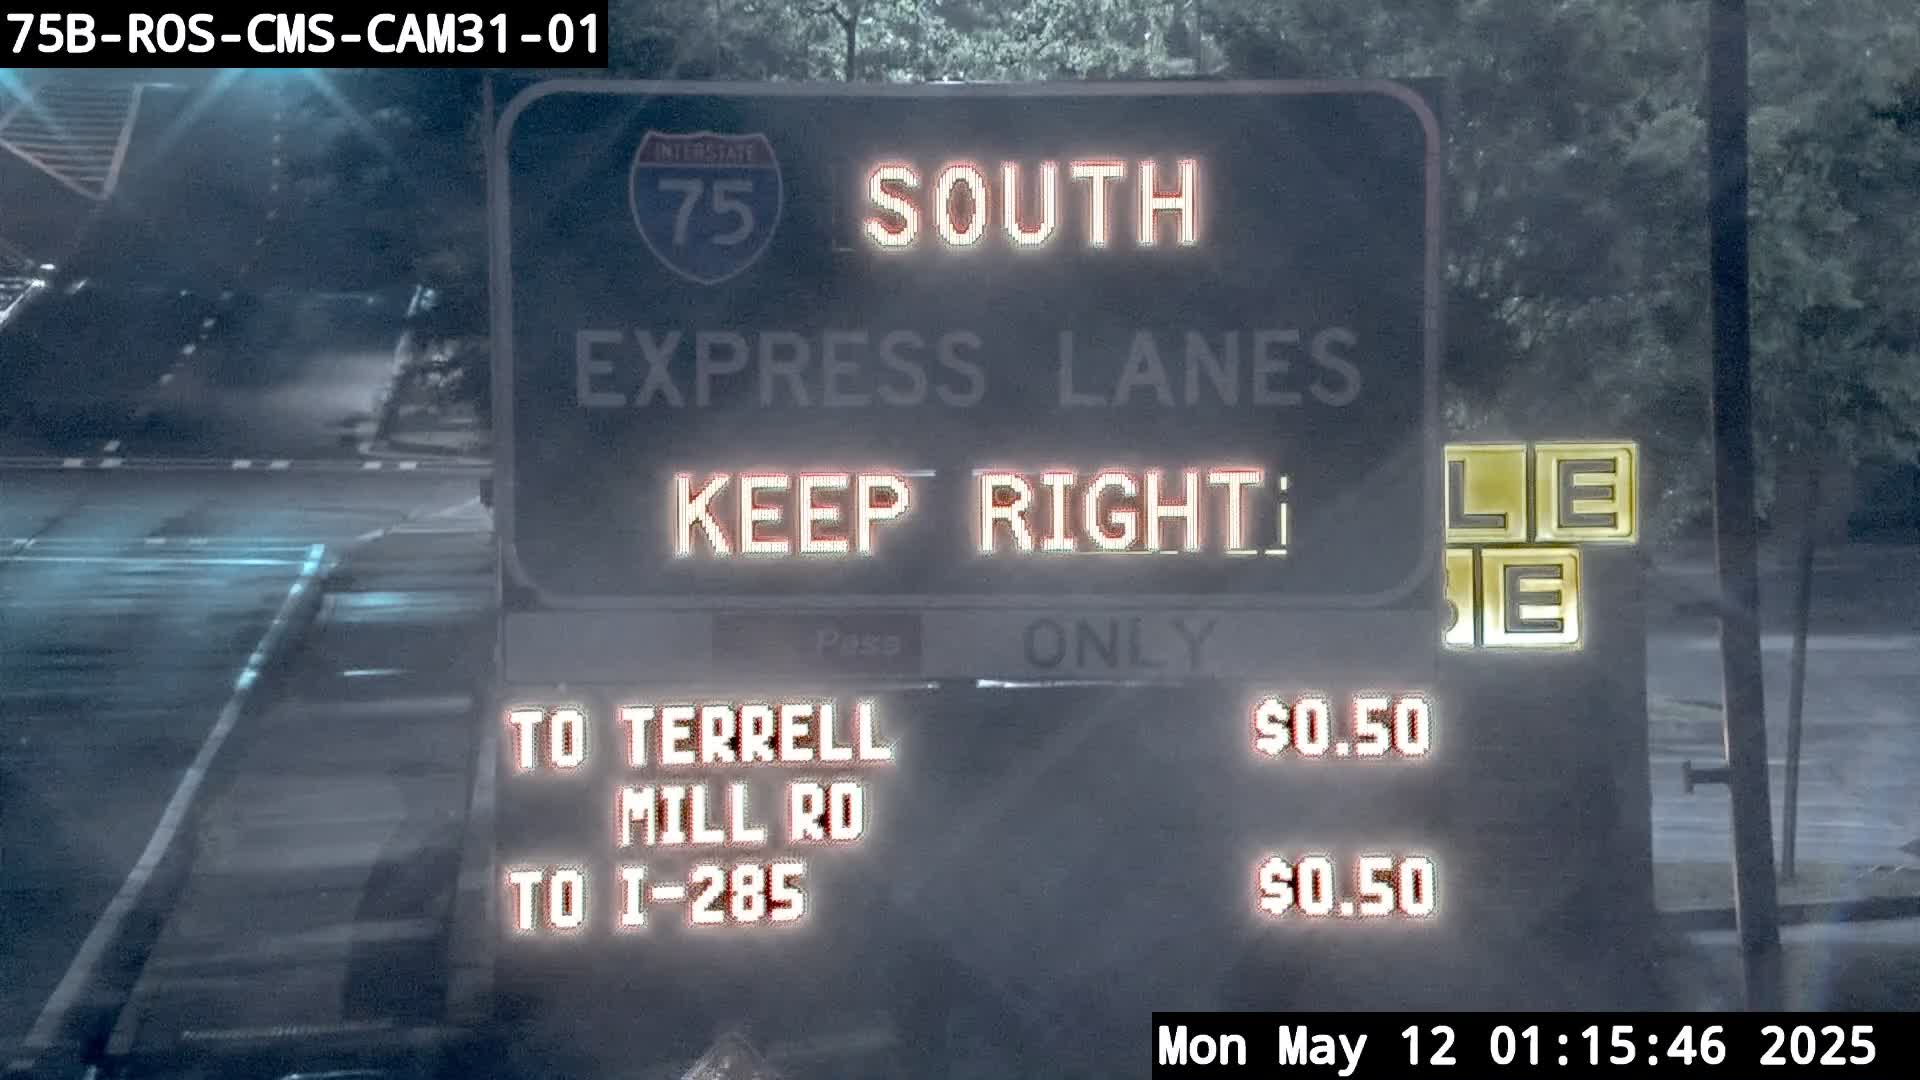 75B-ROS-CMS-CAM31-01
INTERSTATE
75
SOUTH
EXPRESS LANES
KEEP RIGHT
LE
E
Pass ONLY
TO TERRELL $0.50
MILL RD
TO I-285 $0.50
Mon May 12 01:15:46 2025